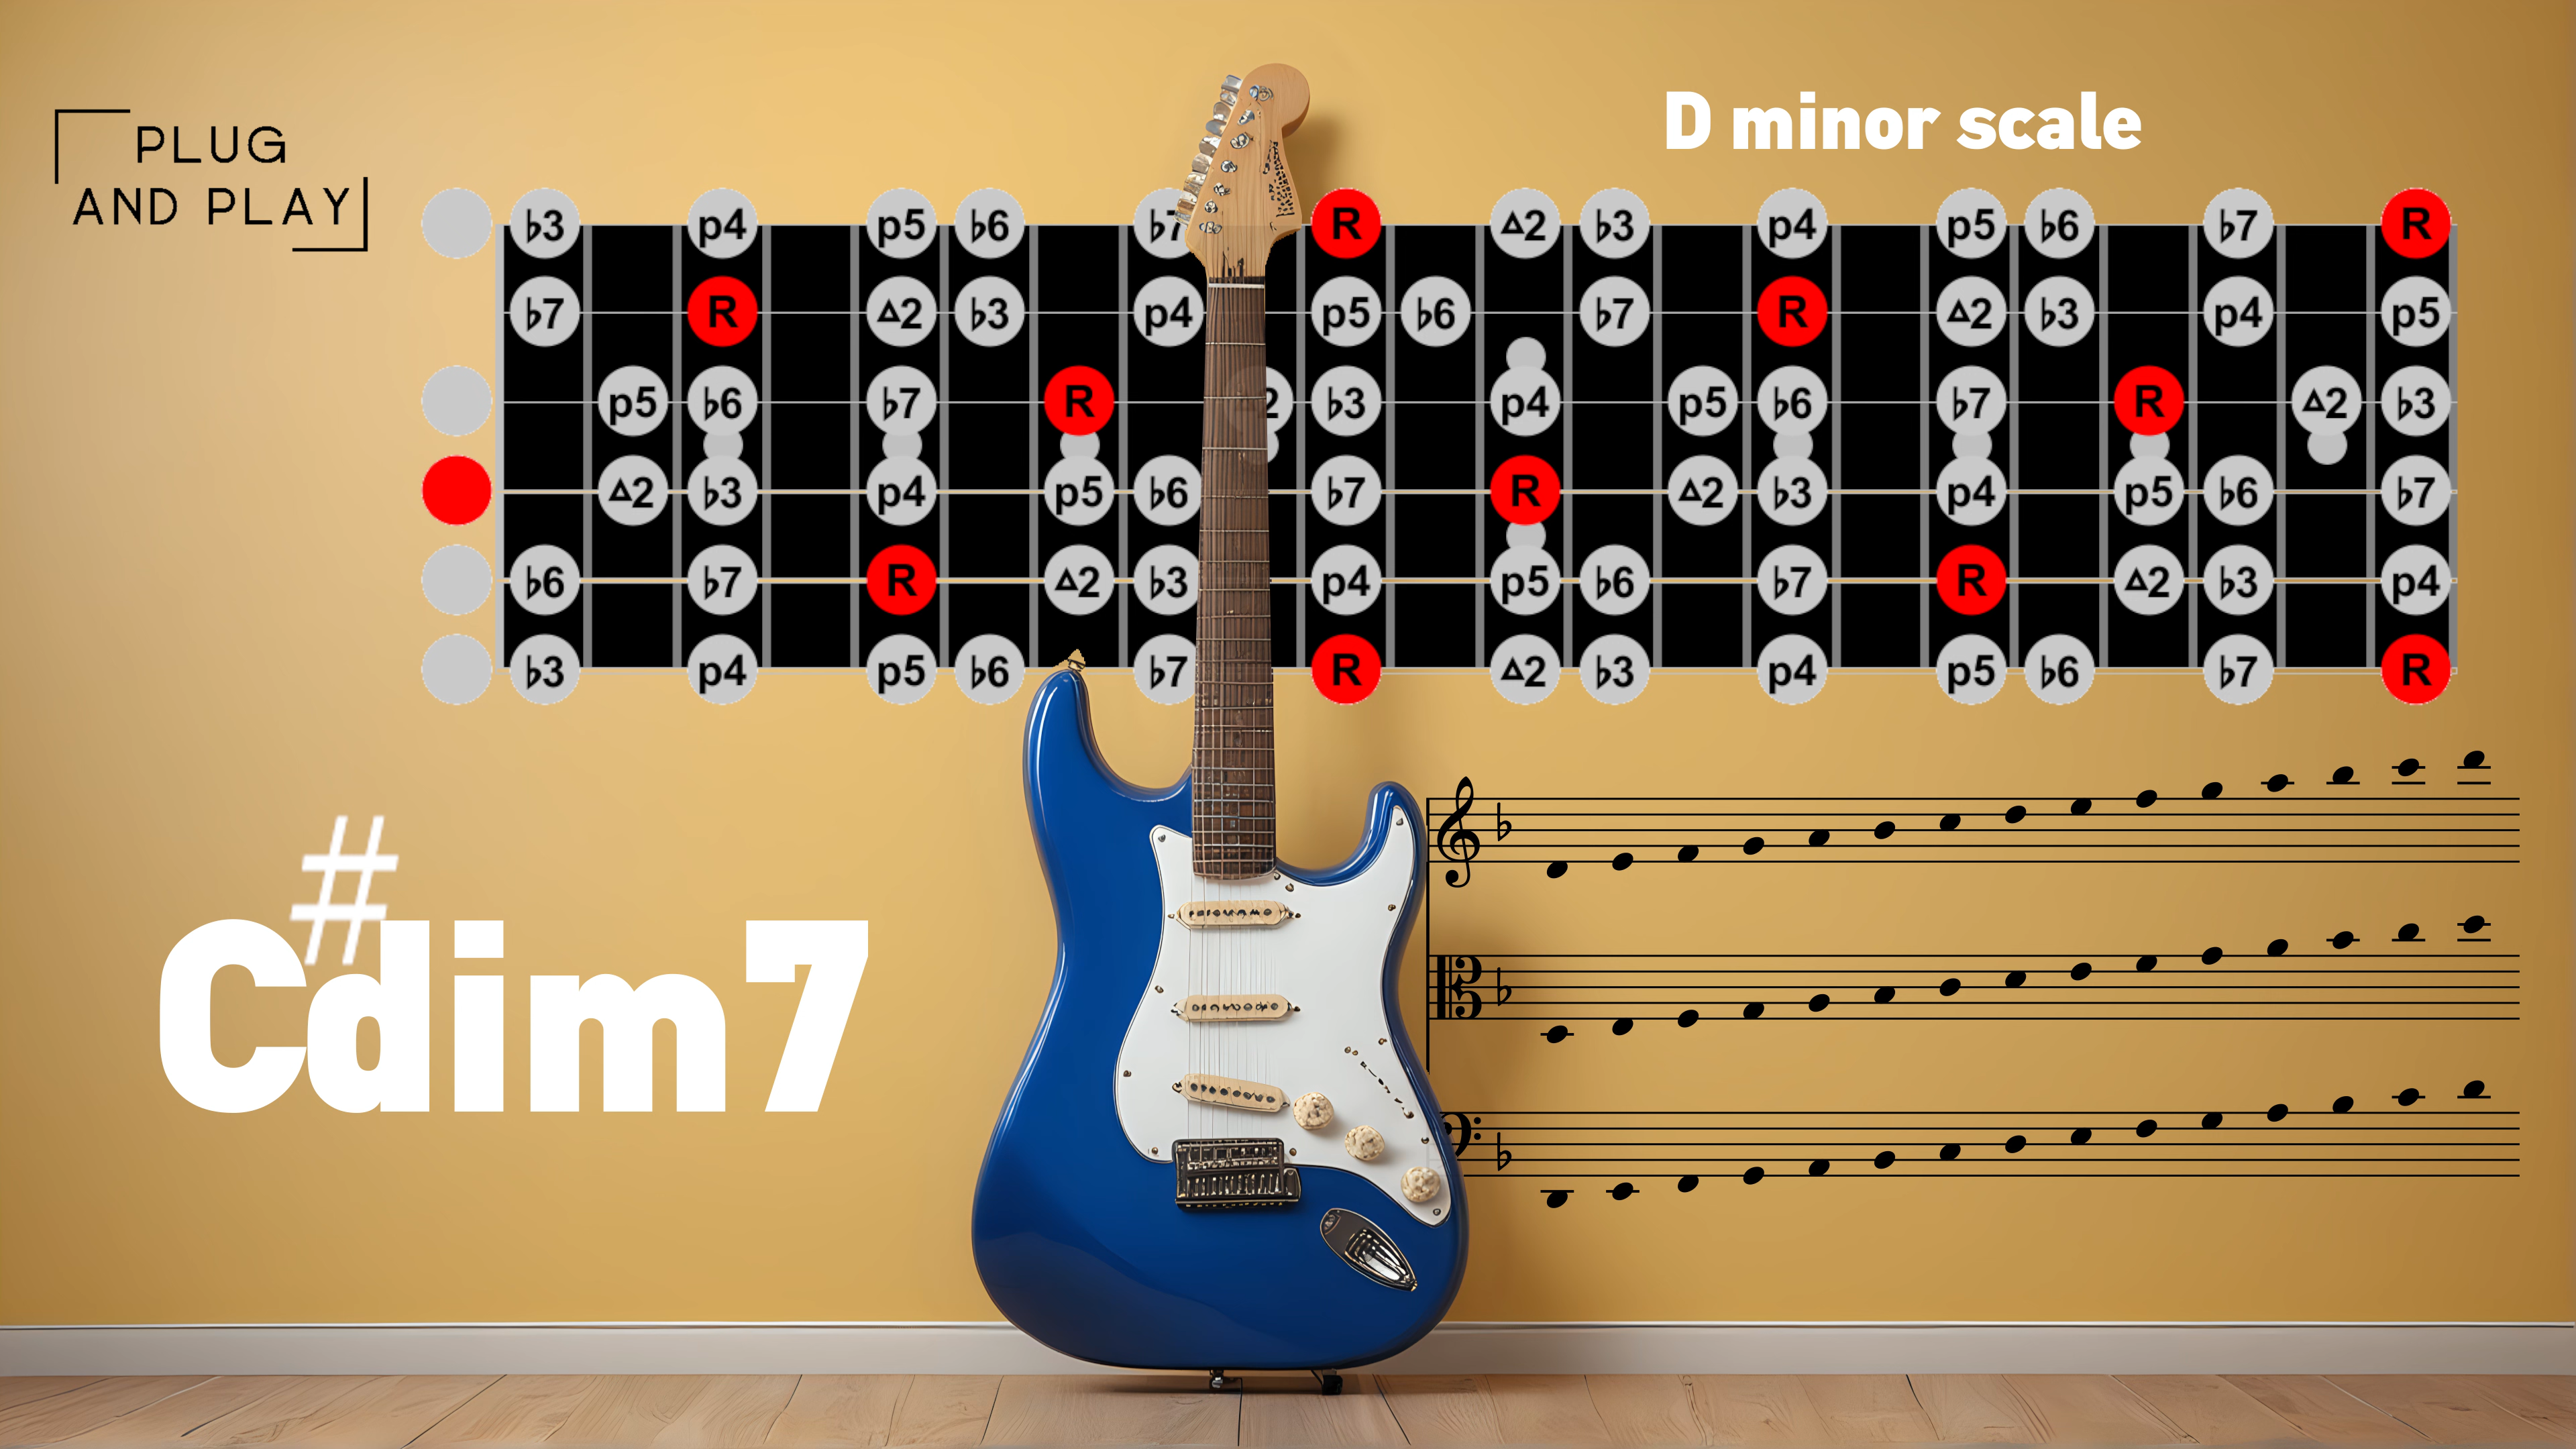 PLUG
AND PLAY
D minor scale
♭3 p4 p5 ♭6 ♭7 R Δ2 ♭3 p4 p5 ♭6 ♭7 R
♭7 R Δ2 ♭3 p4 p5 ♭6 ♭7 R Δ2 ♭3 p4 p5
p5 ♭6 ♭7 R 2 ♭3 p4 p5 ♭6 ♭7 R Δ2 ♭3
Δ2 ♭3 p4 p5 ♭6 ♭7 R Δ2 ♭3 p4 p5 ♭6 ♭7
♭6 ♭7 R Δ2 ♭3 p4 p5 ♭6 ♭7 R Δ2 ♭3 p4
♭3 p4 p5 ♭6 ♭7 R Δ2 ♭3 p4 p5 ♭6 ♭7 R
C#dim7